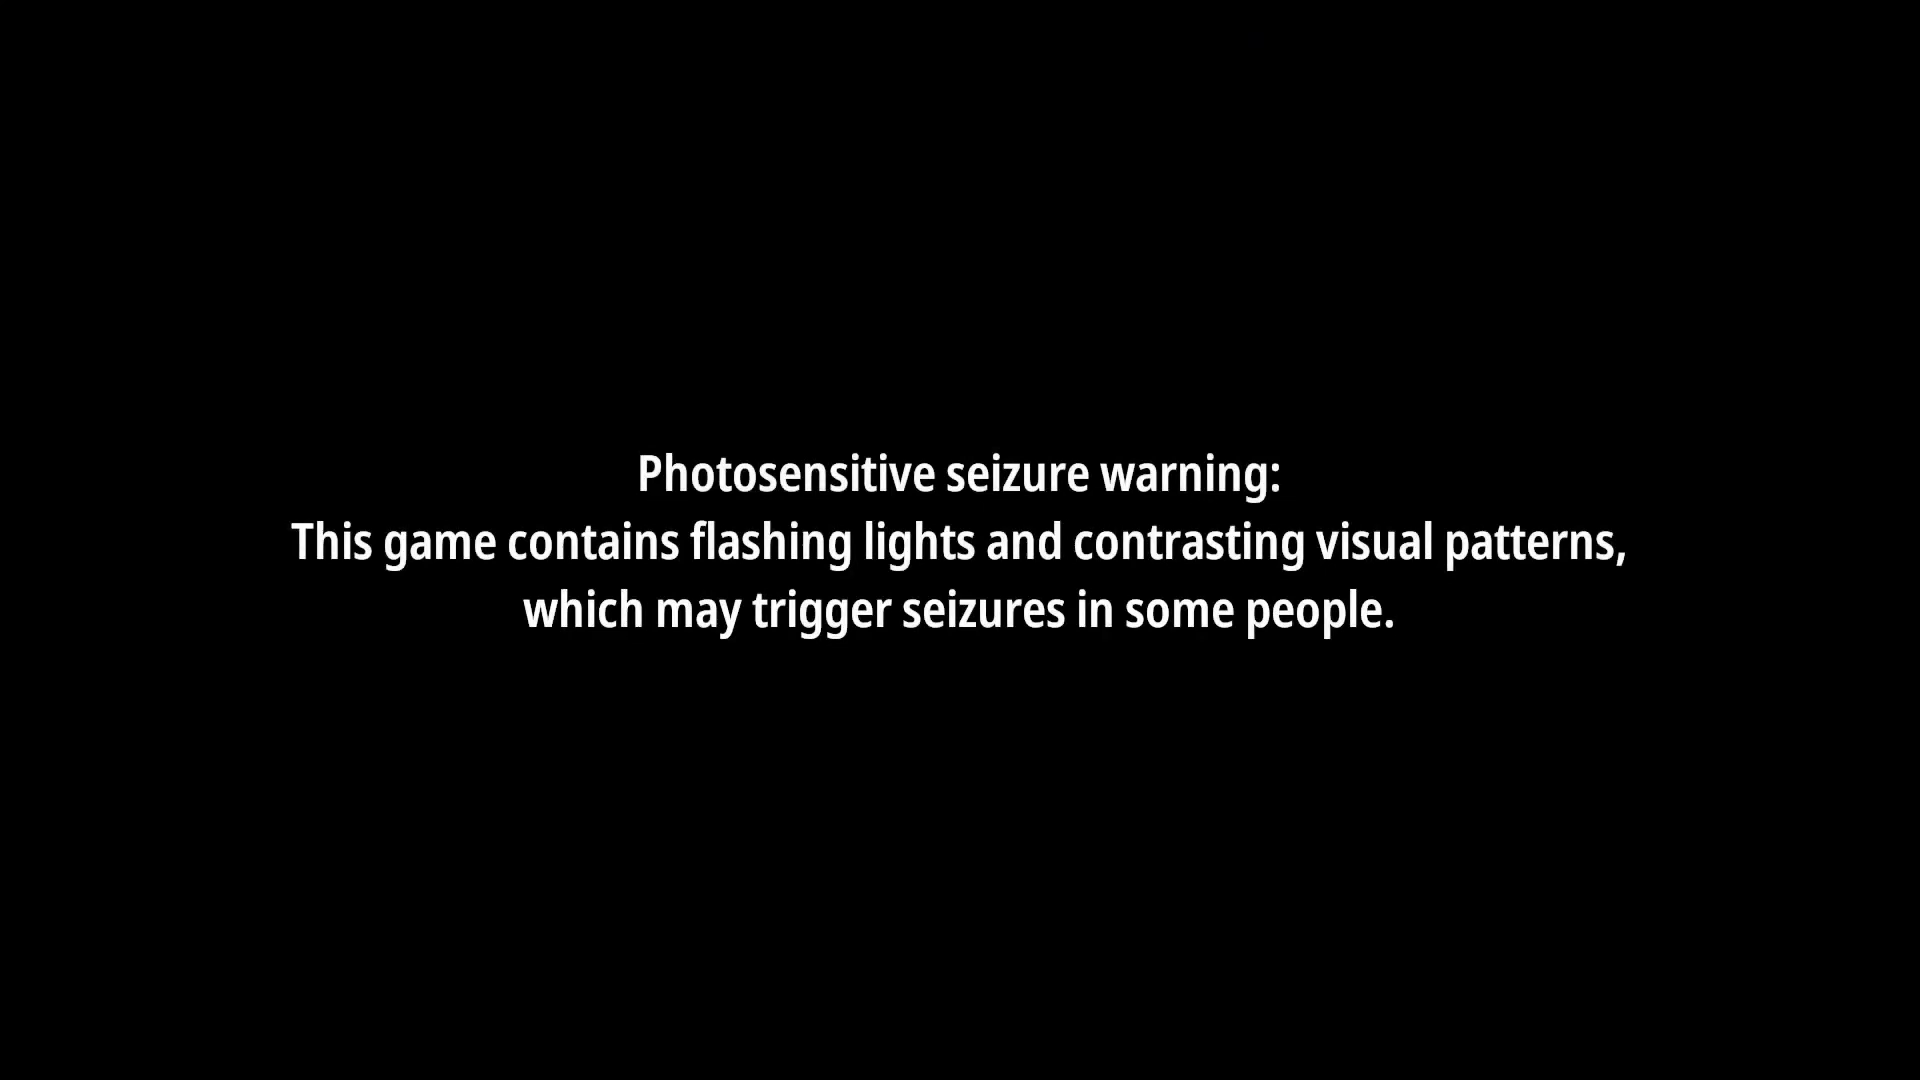 Photosensitive seizure warning:
This game contains flashing lights and contrasting visual patterns,
which may trigger seizures in some people.